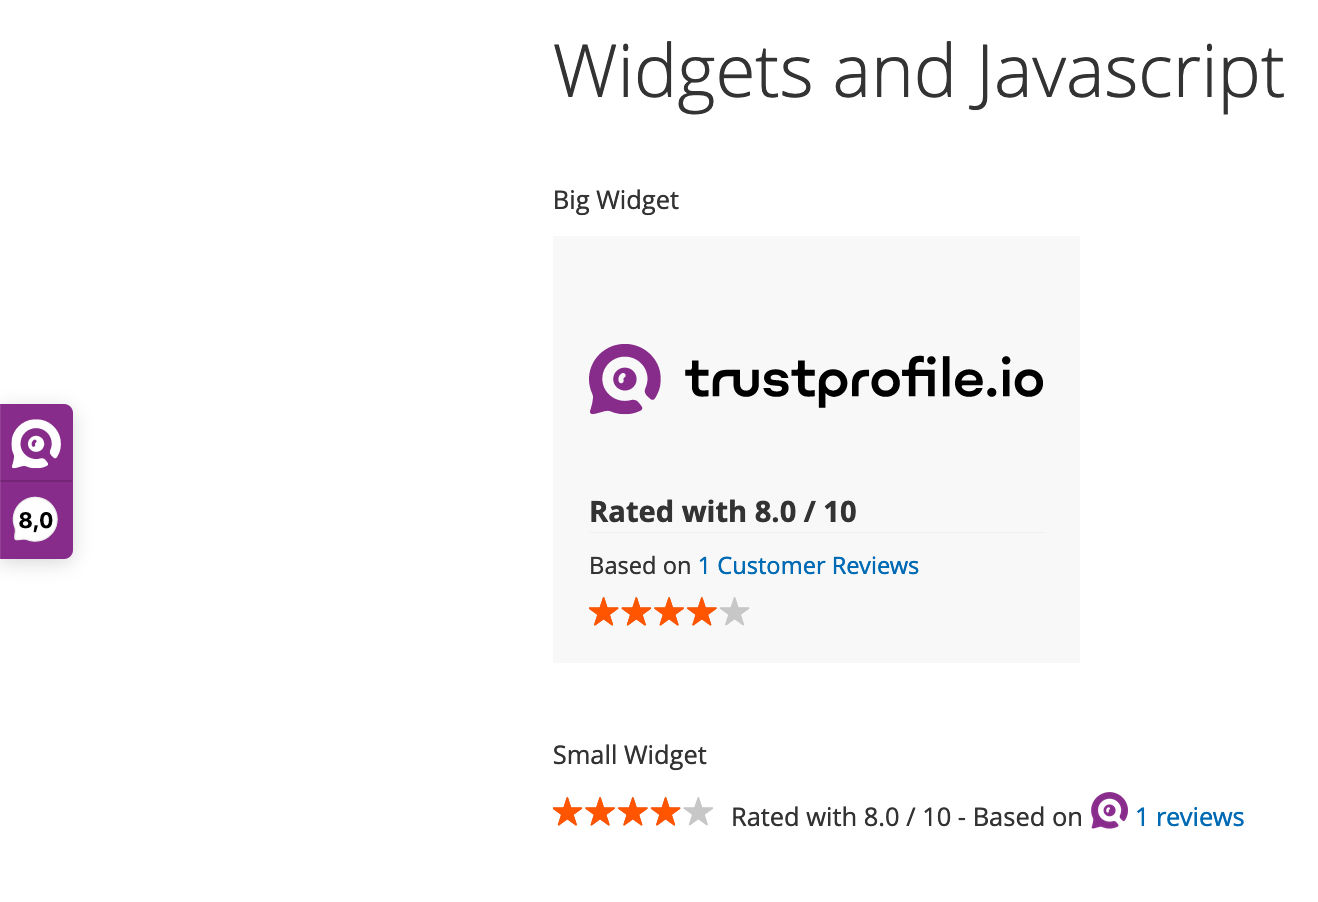 Widgets and Javascript
Big Widget
trustprofile.io
8,0
Rated with 8.0 / 10
Based on 1 Customer Reviews
Small Widget
Rated with 8.0 / 10 - Based on 1 reviews